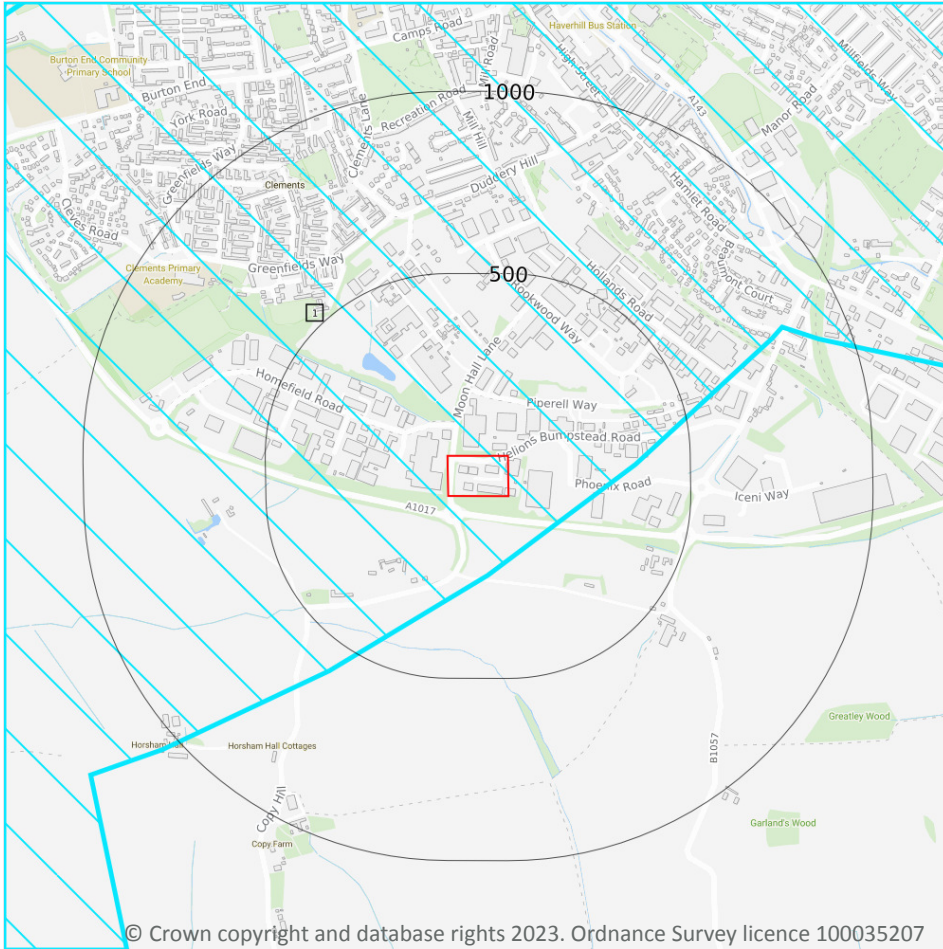 Camps Road
Haverhill Bus Station
Burton End Community
Primary School
Burton End
Mill Road
High Street
A143
Millfields Way
1000
York Road
Recreation Road
Mill Hill
Manor Road
Clements Lane
Greenfields Way
Clements
Duddery Hill
Hamlet Road
Cleves Road
Beaumont Court
Clements Primary
Academy
Greenfields Way
500
Hollands Road
ookwood Way
1
Moon Hall Lane
Homefield Road
Piperell Way
Hellons Bumpstead Road
Phoenix Road
Iceni Way
A1017
Greatley Wood
Horsham Hall
Horsham Hall Cottages
B1057
Copy Hill
Garland's Wood
Copy Farm
© Crown copyright and database rights 2023. Ordnance Survey licence 100035207